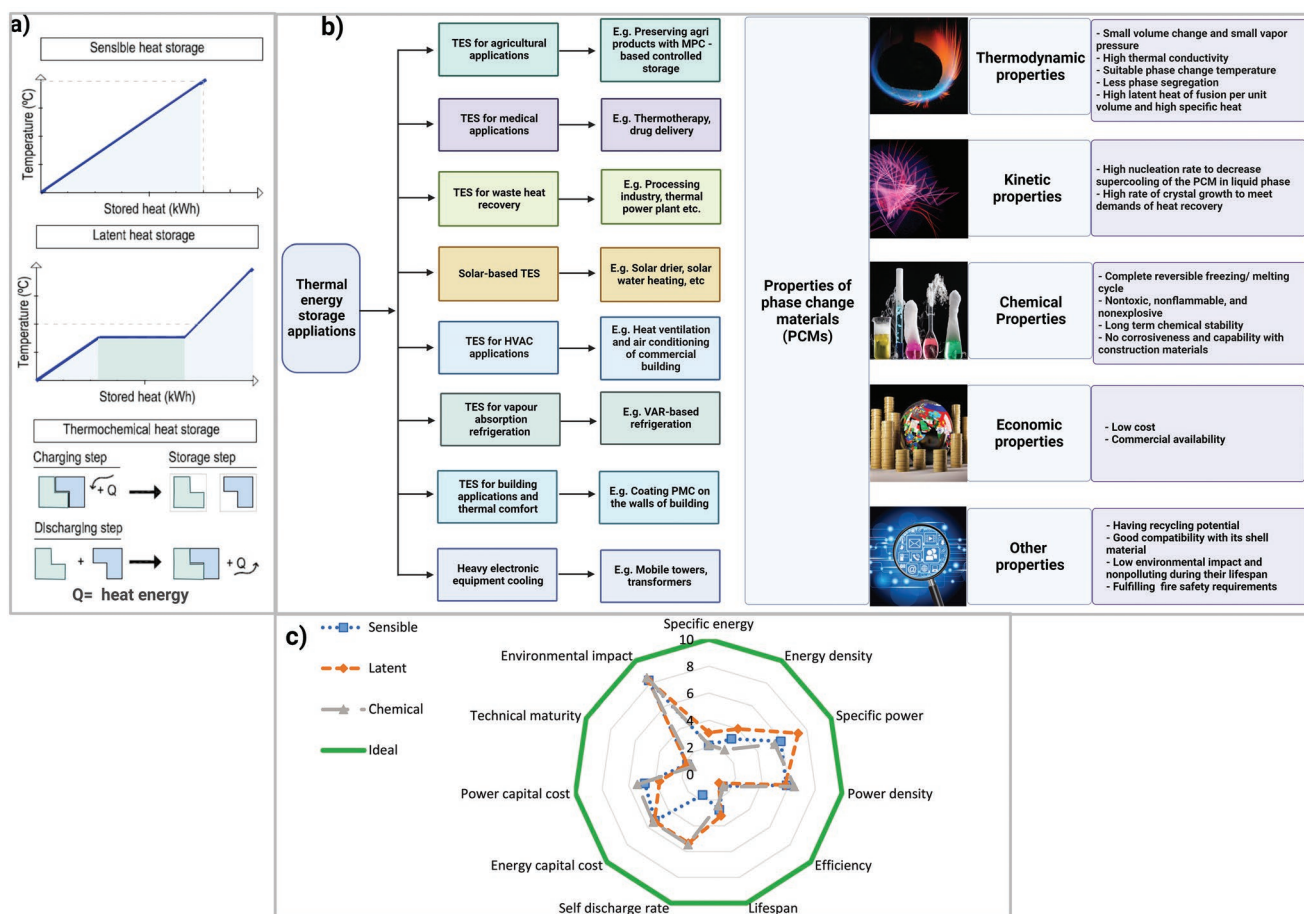 a)
Sensible heat storage
Temperature (ºC)
Stored heat (kWh)
Latent heat storage
Temperature (ºC)
Stored heat (kWh)
Thermochemical heat storage
Charging step
Storage step
+ Q
Discharging step
+
+ Q
Q= heat energy
b)
Thermal
energy
storage
appliations
TES for agricultural
applications
E.g. Preserving agri
products with MPC -
based controlled
storage
TES for medical
applications
E.g. Thermotherapy,
drug delivery
TES for waste heat
recovery
E.g. Processing
industry, thermal
power plant etc.
Solar-based TES
E.g. Solar drier, solar
water heating, etc
TES for HVAC
applications
E.g. Heat ventilation
and air conditioning
of commercial
building
TES for vapour
absorption
refrigeration
E.g. VAR-based
refrigeration
TES for building
applications and
thermal comfort
E.g. Coating PMC on
the walls of building
Heavy electronic
equipment cooling
E.g. Mobile towers,
transformers
Properties of
phase change
materials
(PCMs)
Thermodynamic
properties
- Small volume change and small vapor
pressure
- High thermal conductivity
- Suitable phase change temperature
- Less phase segregation
- High latent heat of fusion per unit
volume and high specific heat
Kinetic
properties
- High nucleation rate to decrease
supercooling of the PCM in liquid phase
- High rate of crystal growth to meet
demands of heat recovery
Chemical
Properties
- Complete reversible freezing/ melting
cycle
- Nontoxic, nonflammable, and
nonexplosive
- Long term chemical stability
- No corrosiveness and capability with
construction materials
Economic
properties
- Low cost
- Commercial availability
Other
properties
- Having recycling potential
- Good compatibility with its shell
material
- Low environmental impact and
nonpolluting during their lifespan
- Fulfilling fire safety requirements
c)
Sensible
Latent
Chemical
Ideal
Specific energy
Energy density
Specific power
Power density
Efficiency
Lifespan
Self discharge rate
Energy capital cost
Power capital cost
Technical maturity
Environmental impact
10
8
6
4
2
0